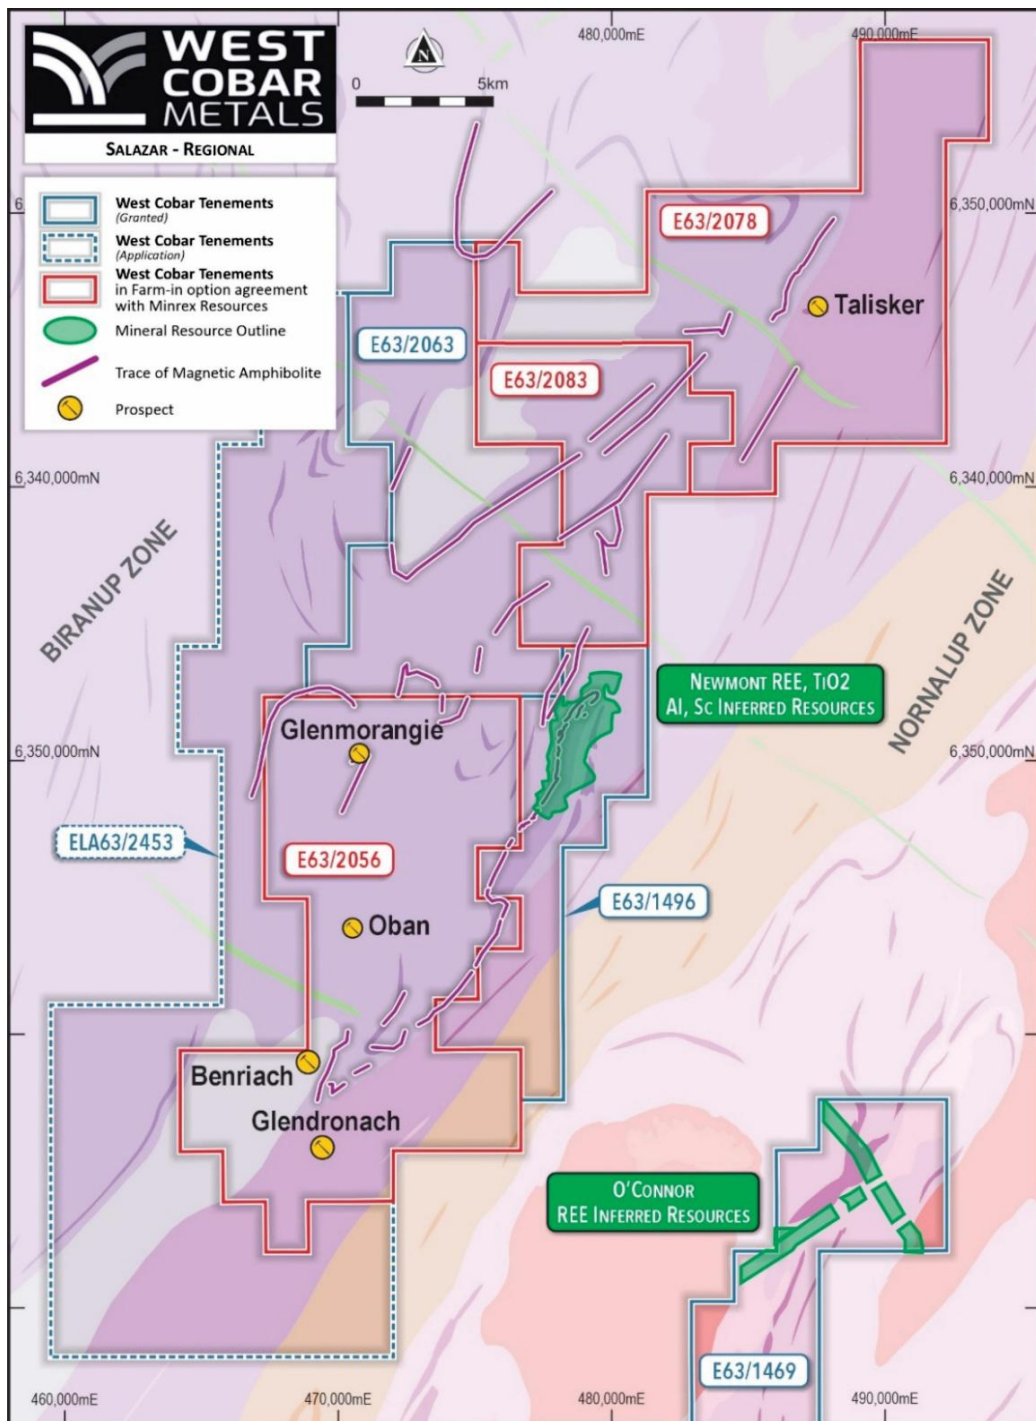 WEST
COBAR
METALS
SALAZAR - REGIONAL
N
0 5km
480,000mE
490,000mE
West Cobar Tenements
(Granted)
West Cobar Tenements
(Application)
West Cobar Tenements
in Farm-in option agreement
with Minrex Resources
Mineral Resource Outline
Trace of Magnetic Amphibolite
Prospect
6,350,000mN
E63/2078
Talisker
E63/2063
E63/2083
6,340,000mN
6,340,000mN
BIRANUP ZONE
NORNALUP ZONE
NEWMONT REE, TIO2
Al, SC INFERRED RESOURCES
Glenmorangie
6,350,000mN
6,350,000mN
ELA63/2453
E63/2056
E63/1496
Oban
Benriach
Glendronach
O'CONNOR
REE INFERRED RESOURCES
E63/1469
460,000mE
470,000mE
480,000mE
490,000mE